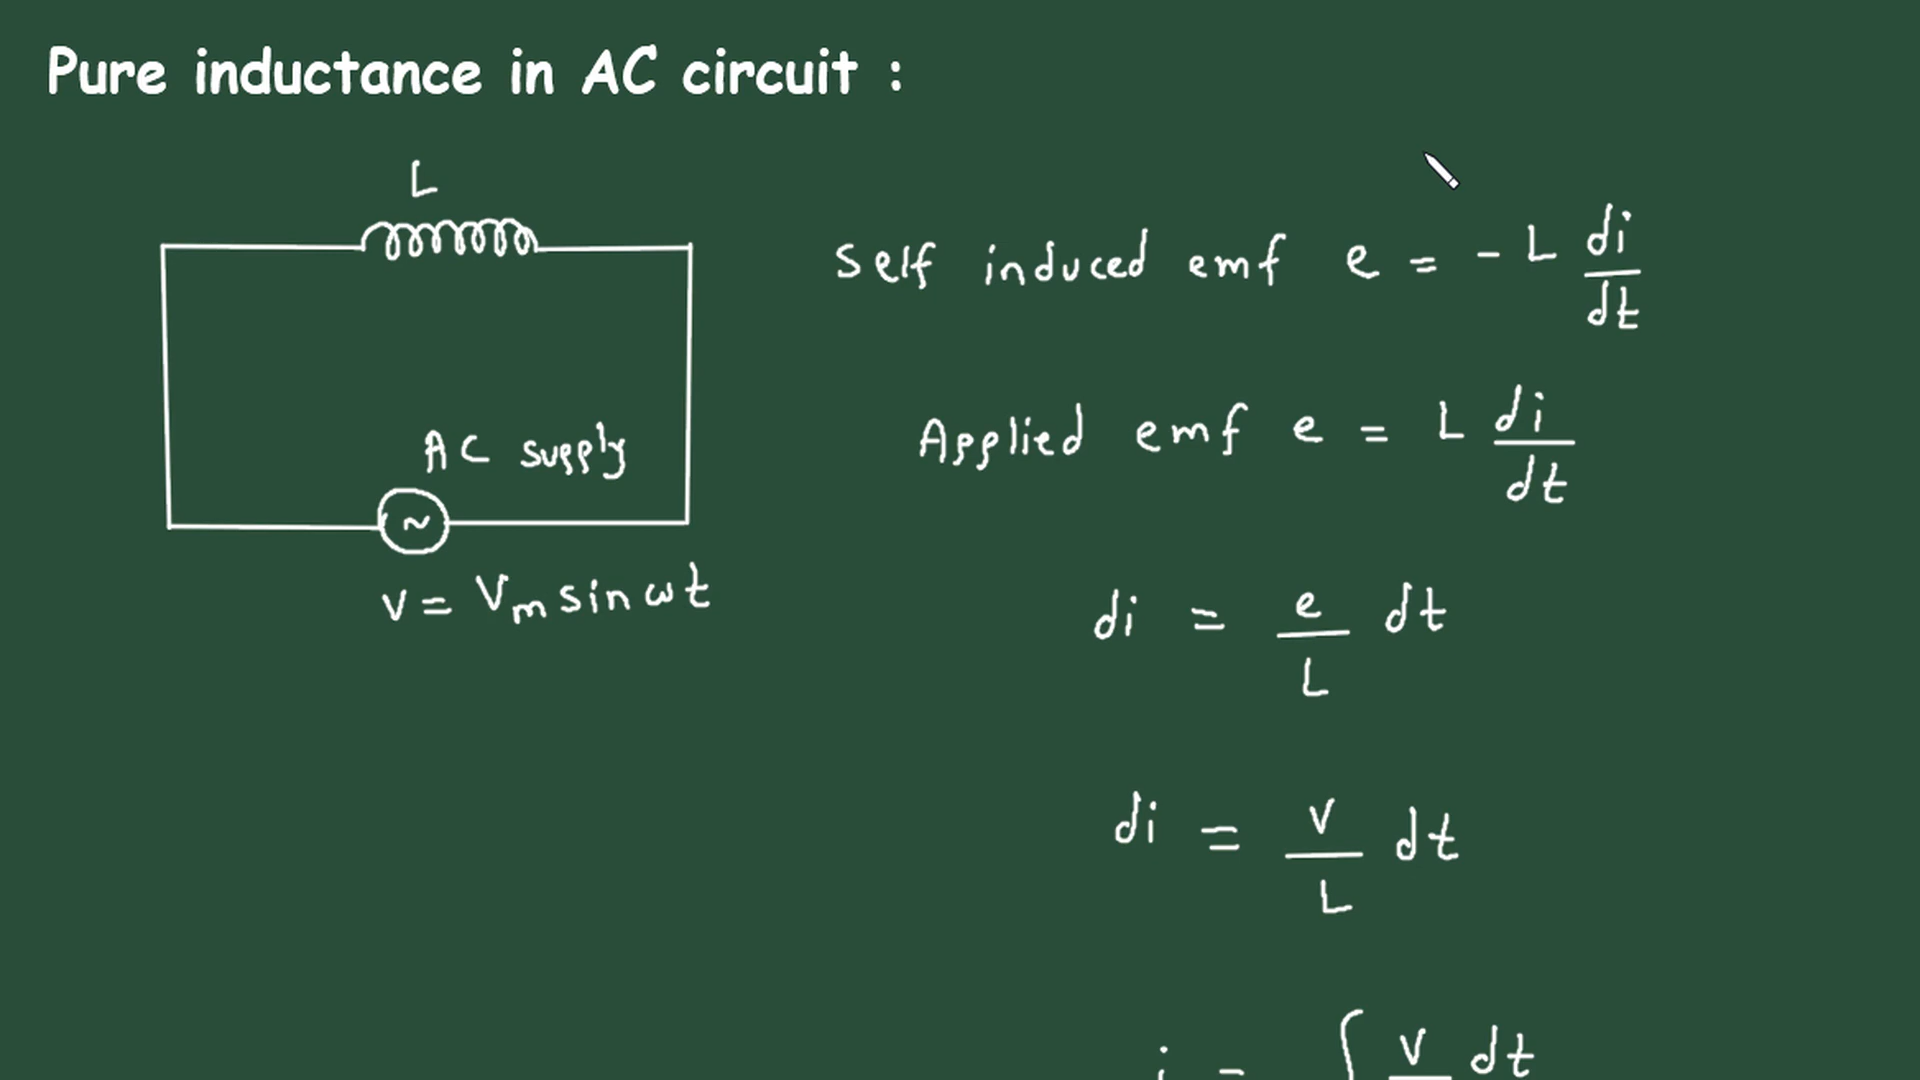 Pure inductance in AC circuit :
L
AC supply
~
v = Vm sin ωt
Self induced emf e = - L di/dt
Applied emf e = L di/dt
di = e/L dt
di = v/L dt
i = ∫ v dt